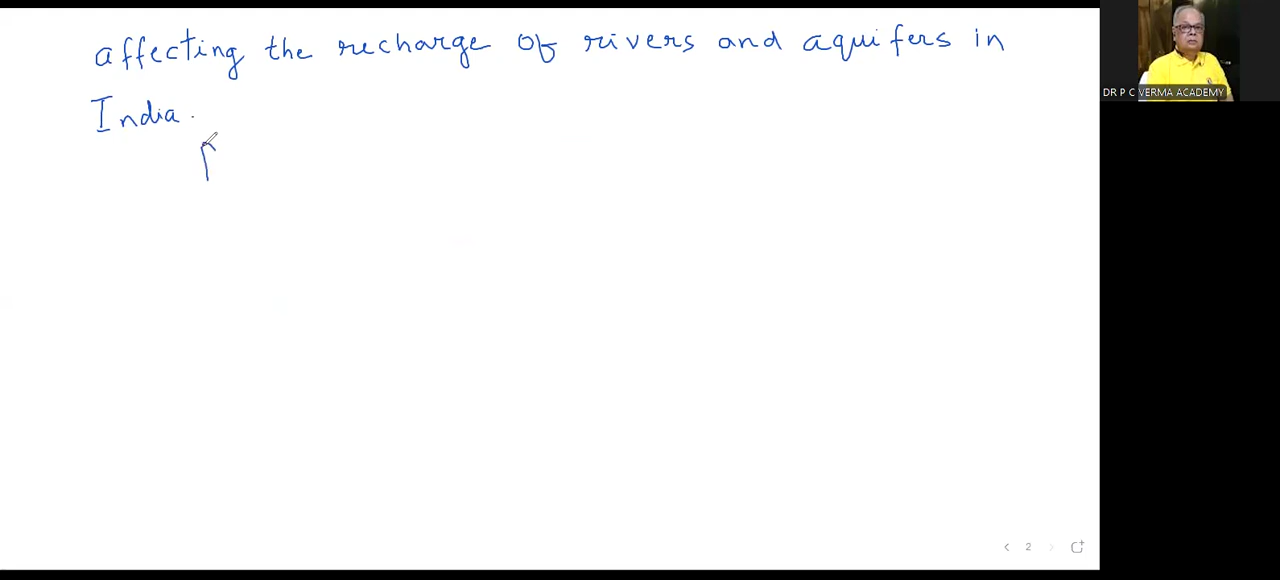 affecting the recharge of rivers and aquifers in
India.
DR P C VERMA ACADEMY
2